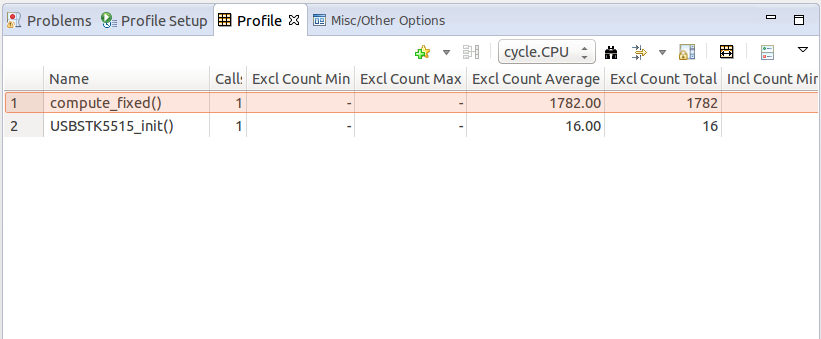 Problems Profile Setup Profile Misc/Other Options
cycle.CPU
Name Calls Excl Count Min Excl Count Max Excl Count Average Excl Count Total Incl Count Min
1 compute_fixed() 1 - - 1782.00 1782
2 USBSTK5515_init() 1 - - 16.00 16